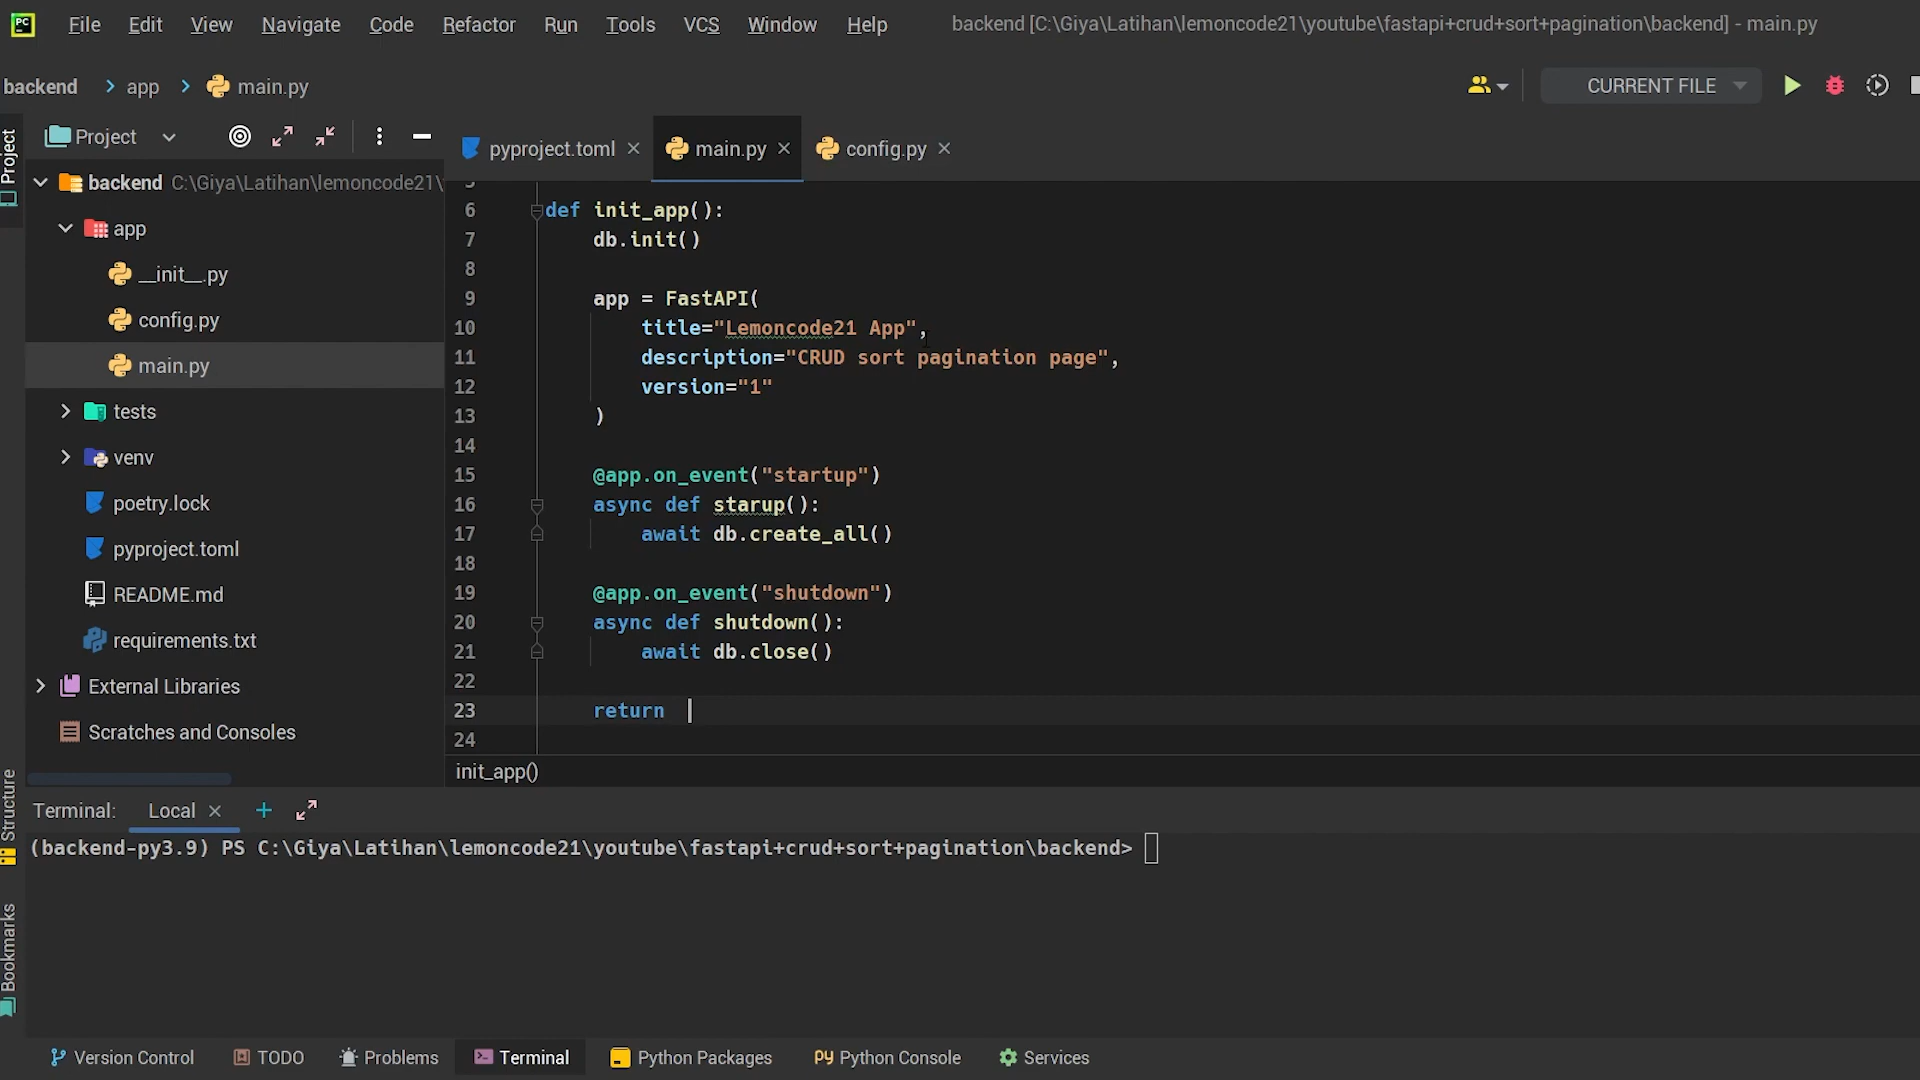 PC File Edit View Navigate Code Refactor Run Tools VCS Window Help backend [C:\Giya\Latihan\lemoncode21\youtube\fastapi+crud+sort+pagination\backend] - main.py
backend > app > main.py CURRENT FILE
Project
Project
pyproject.toml × main.py × config.py ×
backend C:\Giya\Latihan\lemoncode21\
app
__init__.py
config.py
main.py
tests
venv
poetry.lock
pyproject.toml
README.md
requirements.txt
External Libraries
Scratches and Consoles
6 def init_app():
7 db.init()
8
9 app = FastAPI(
10 title="Lemoncode21 App",
11 description="CRUD sort pagination page",
12 version="1"
13 )
14
15 @app.on_event("startup")
16 async def starup():
17 await db.create_all()
18
19 @app.on_event("shutdown")
20 async def shutdown():
21 await db.close()
22
23 return
24
init_app()
Structure
Bookmarks
Terminal: Local × +
(backend-py3.9) PS C:\Giya\Latihan\lemoncode21\youtube\fastapi+crud+sort+pagination\backend>
Version Control TODO Problems Terminal Python Packages Python Console Services